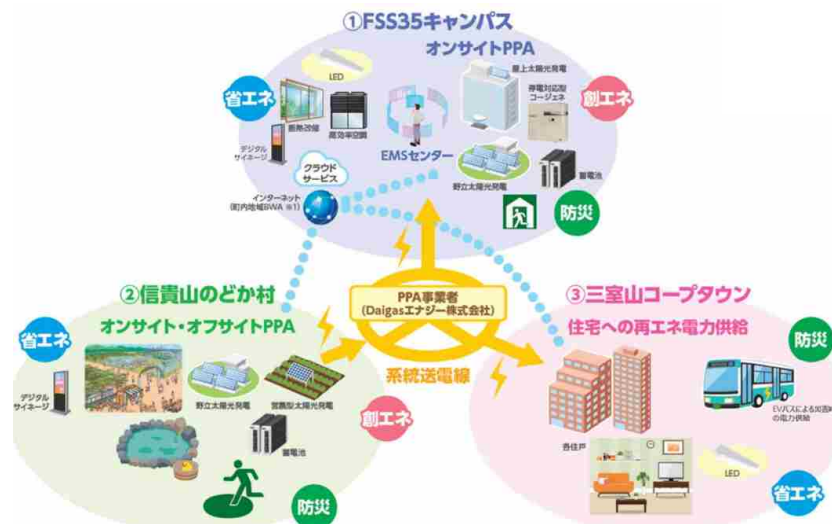 ①FSS35キャンパス
オンサイトPPA
省エネ
LED
断熱改修
高効率空調
デジタル
サイネージ
クラウド
サービス
インターネット
(町内地域BWA ※1)
EMSセンター
屋上太陽光発電
停電対応型
コージェネ
創エネ
野立太陽光発電
蓄電池
防災
②信貴山のどか村
オンサイト・オフサイトPPA
省エネ
デジタル
サイネージ
野立太陽光発電
営農型太陽光発電
蓄電池
創エネ
防災
PPA事業者
(Daigasエナジー株式会社)
系統送電線
③三室山コープタウン
住宅への再エネ電力供給
防災
各住戸
EVバスによる災害時
の電力供給
LED
省エネ